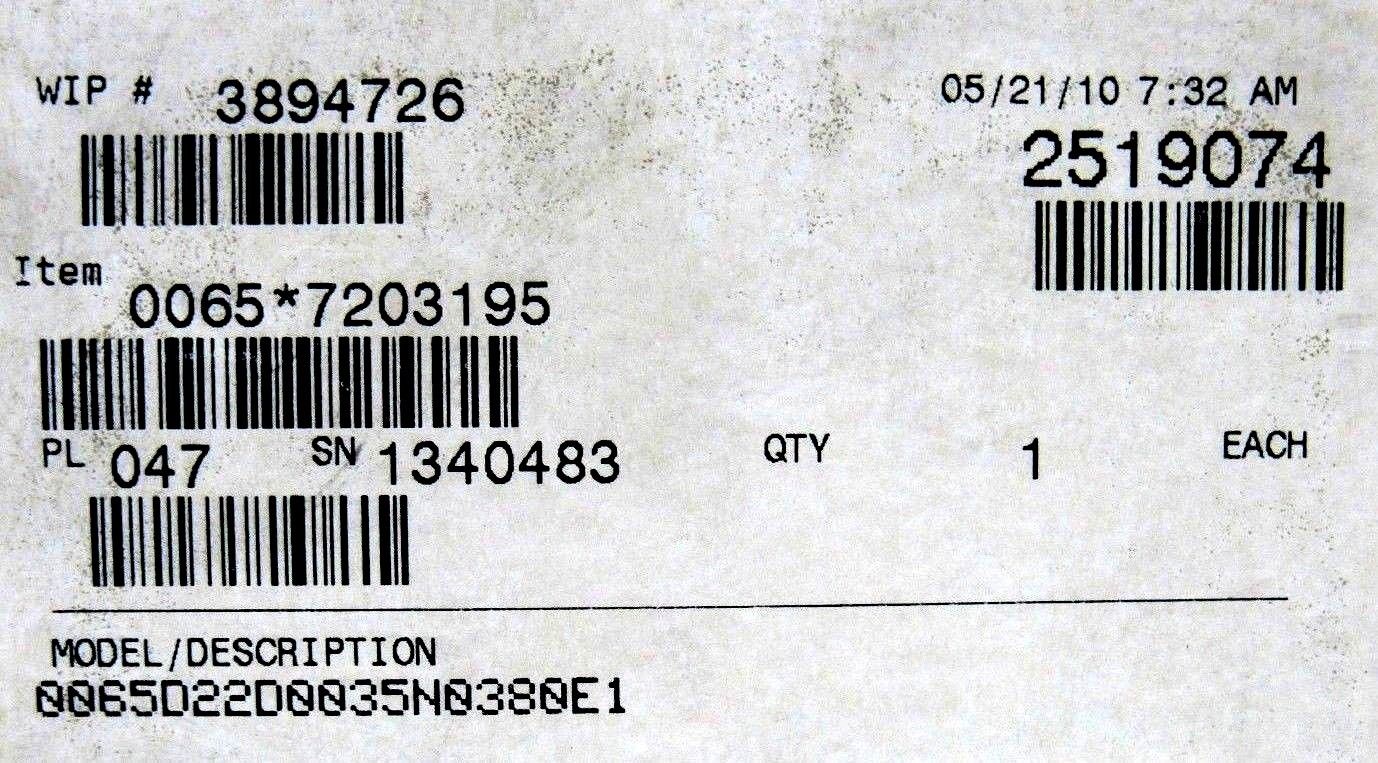 WIP # 3894726
05/21/10 7:32 AM
2519074
Item
0065*7203195
PL 047 SN 1340483 QTY 1 EACH
MODEL/DESCRIPTION
0065D22D0035N0380E1